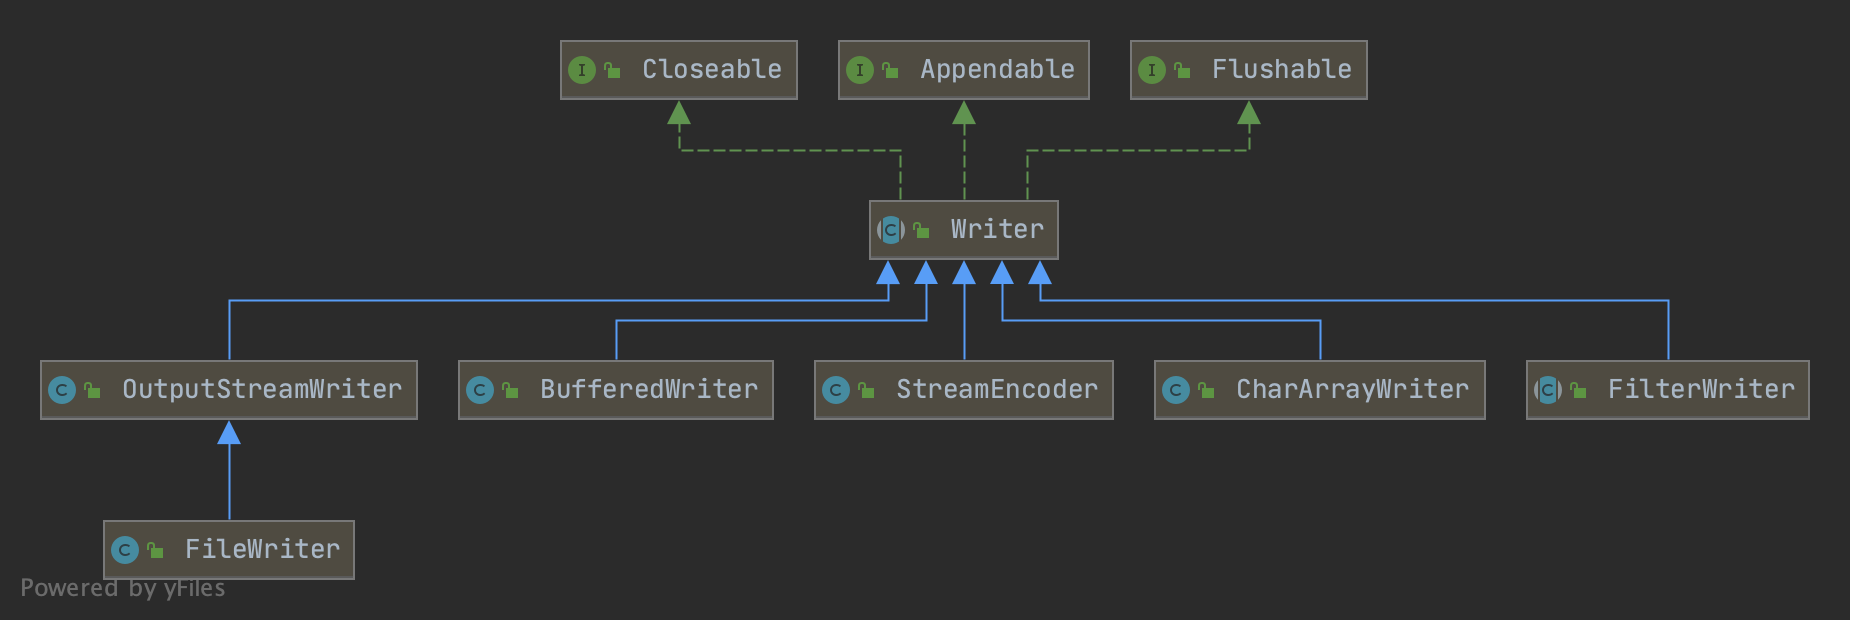 I Closeable
I Appendable
I Flushable
C Writer
C OutputStreamWriter
C BufferedWriter
C StreamEncoder
C CharArrayWriter
C FilterWriter
C FileWriter
Powered by yFiles